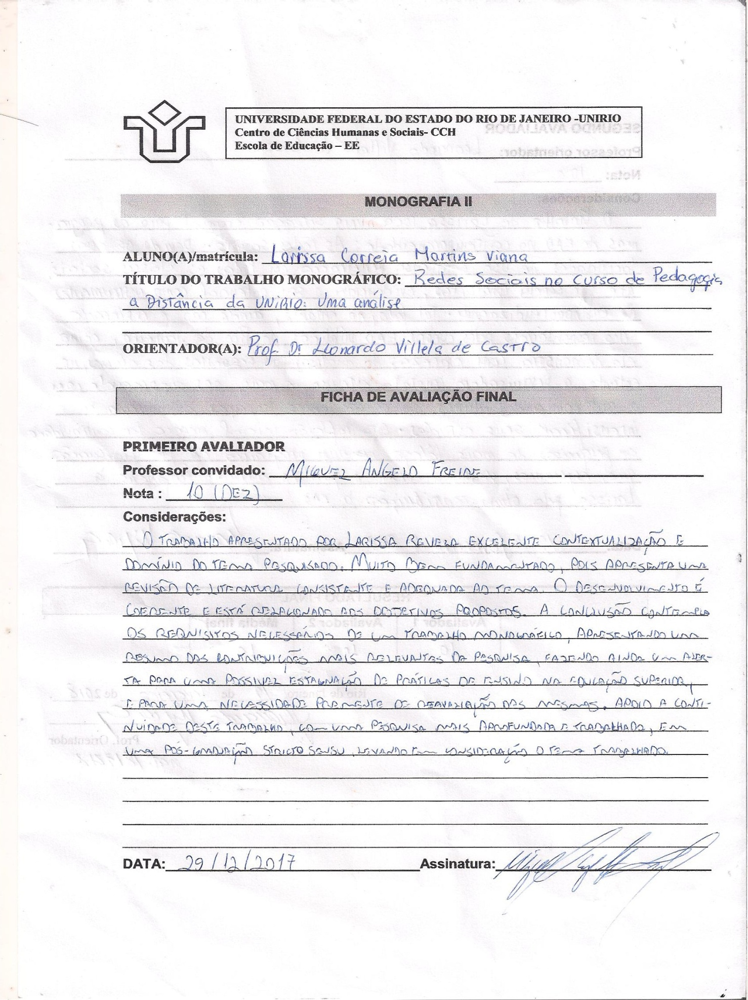 UNIVERSIDADE FEDERAL DO ESTADO DO RIO DE JANEIRO -UNIRIO
Centro de Ciências Humanas e Sociais- CCH
Escola de Educação – EE
MONOGRAFIA II
ALUNO(A)/matrícula: Larissa Correia Martins Viana
TÍTULO DO TRABALHO MONOGRÁFICO: Redes Sociais no curso de Pedagogia
a Distância da UNIRIO: Uma análise
ORIENTADOR(A): Prof. Dr Leonardo Villela de Castro
FICHA DE AVALIAÇÃO FINAL
PRIMEIRO AVALIADOR
Professor convidado: MIGUEL ANGELO FREIRE
Nota : 10 (DEZ)
Considerações:
O TRABALHO APRESENTADO POR LARISSA REVELA EXCELENTE CONTEXTUALIZAÇÃO E
DOMÍNIO DO TEMA PESQUISADO. MUITO BEM FUNDAMENTADO, POIS APRESENTA UMA
REVISÃO DE LITERATURA CONSISTENTE E ADEQUADA AO TEMA. O DESENVOLVIMENTO É
COERENTE E ESTÁ RELACIONADO AOS OBJETIVOS PROPOSTOS. A CONCLUSÃO CONTEMPLA
OS REQUISITOS NECESSÁRIOS DE UM TRABALHO MONOGRÁFICO, APRESENTANDO UM
RESUMO DAS CONTRIBUIÇÕES MAIS RELEVANTES DA PESQUISA, FAZENDO AINDA UM ALER-
TA PARA UMA POSSIVEL ESTAGNAÇÃO DE PRÁTICAS DE ENSINO NA EDUCAÇÃO SUPERIOR,
E PARA UMA NECESSIDADE PREMENTE DE REAVALIAÇÃO DAS MESMAS. APOIO A CONTI-
NUIDADE DESTE TRABALHO, COM UMA PESQUISA MAIS APROFUNDADA E TRABALHADA, EM
UMA PÓS-GRADUAÇÃO STRICTO SENSU, LEVANDO EM CONSIDERAÇÃO O TEMA TRABALHADO.
DATA: 29/12/2017 Assinatura: